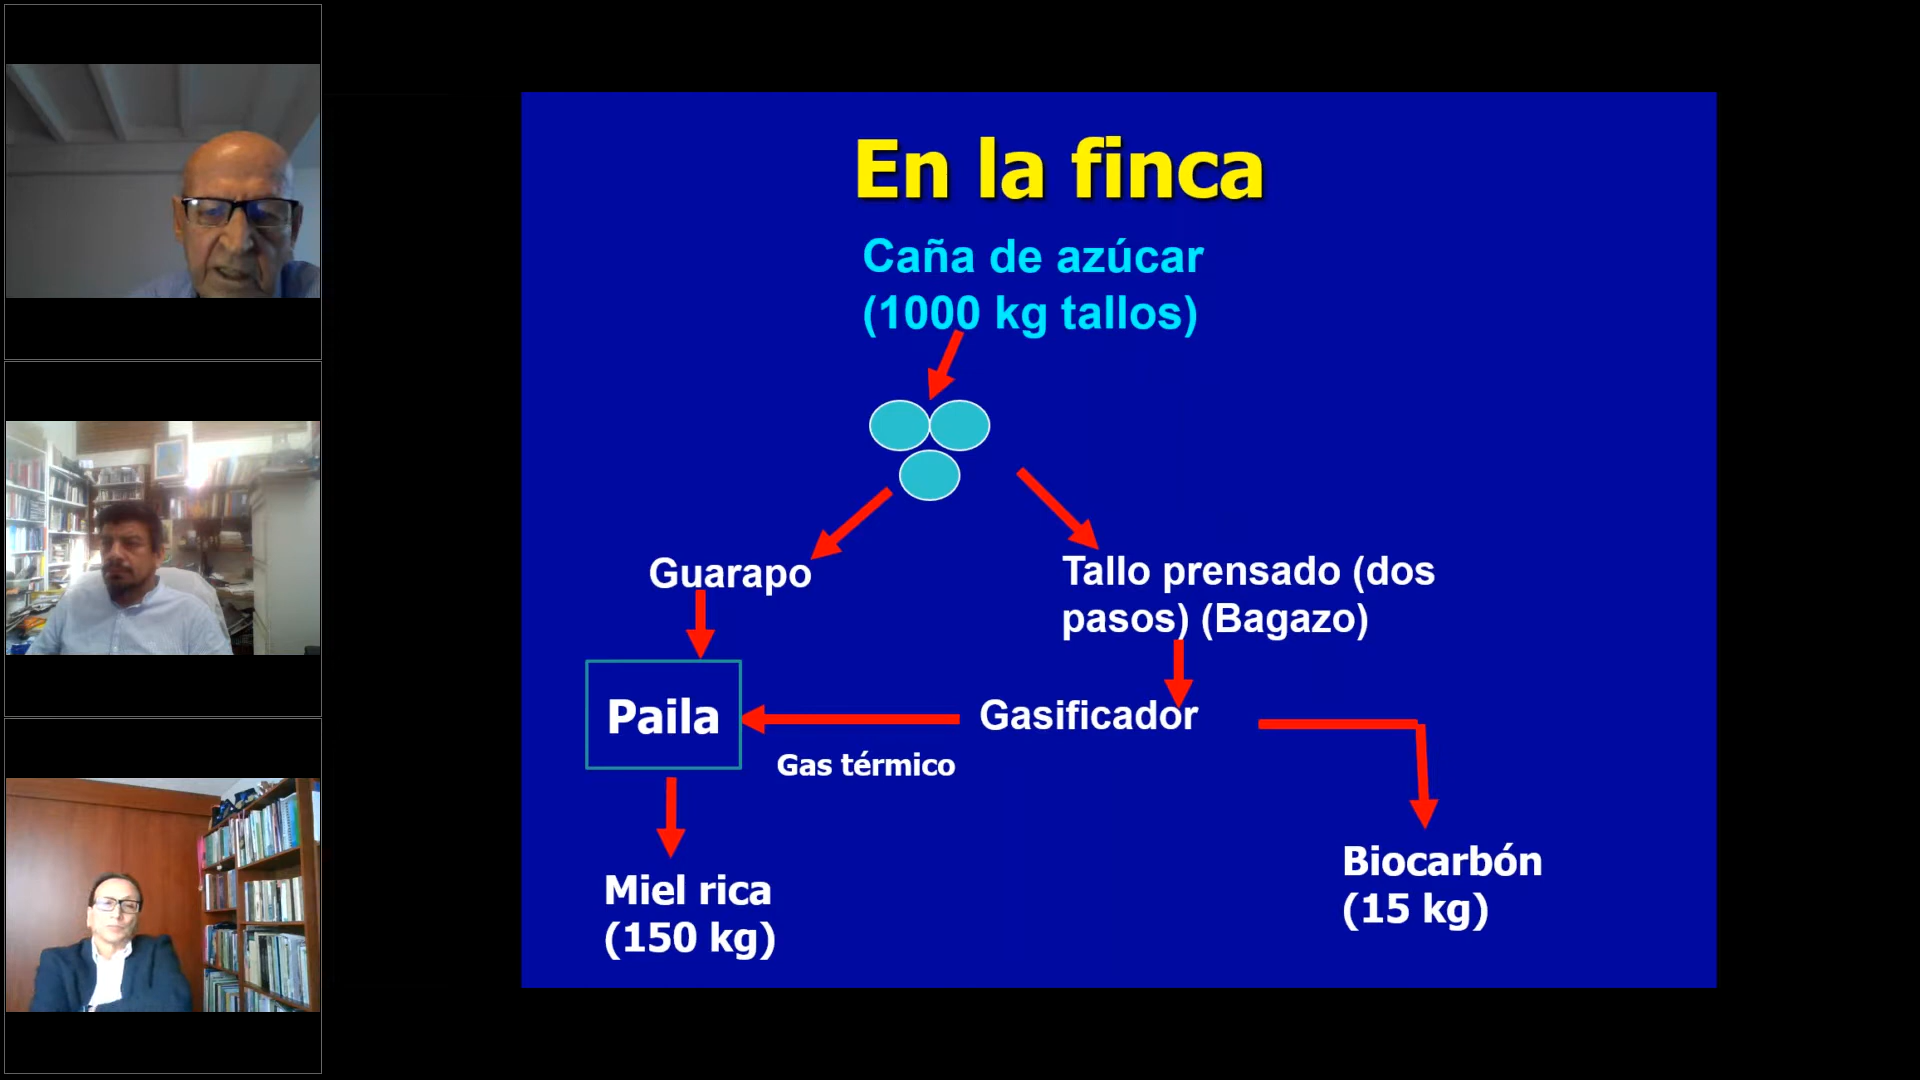 En la finca
Caña de azúcar
(1000 kg tallos)
Guarapo
Tallo prensado (dos
pasos) (Bagazo)
Paila
Gasificador
Gas térmico
Miel rica
(150 kg)
Biocarbón
(15 kg)